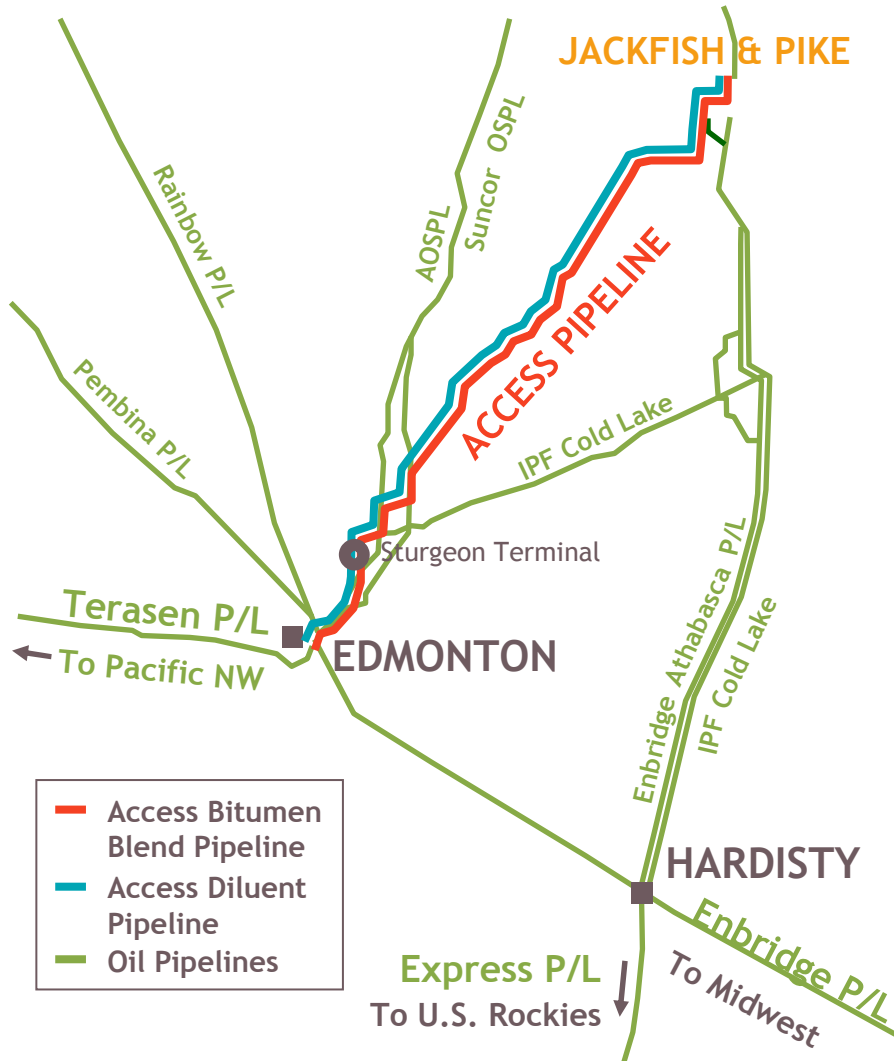 JACKFISH & PIKE
Rainbow P/L
AOSPL
Suncor OSPL
ACCESS PIPELINE
Pembina P/L
IPF Cold Lake
Sturgeon Terminal
Terasen P/L
To Pacific NW
EDMONTON
Enbridge Athabasca P/L
IPF Cold Lake
Access Bitumen
Blend Pipeline
Access Diluent
Pipeline
Oil Pipelines
HARDISTY
Enbridge P/L
To Midwest
Express P/L
To U.S. Rockies